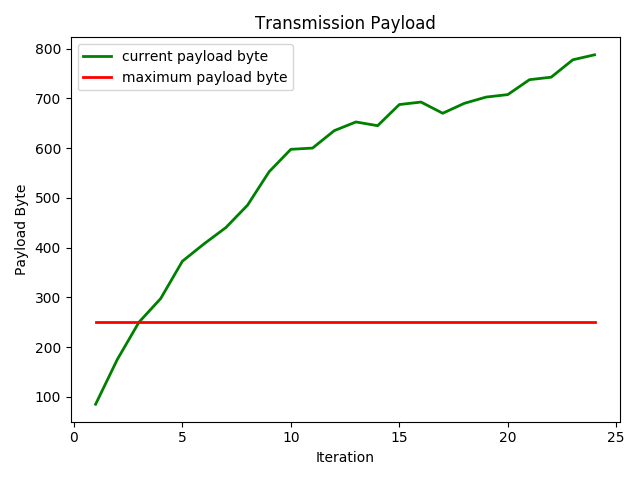 Transmission Payload
current payload byte
maximum payload byte
Payload Byte
800
700
600
500
400
300
200
100
0 5 10 15 20 25
Iteration